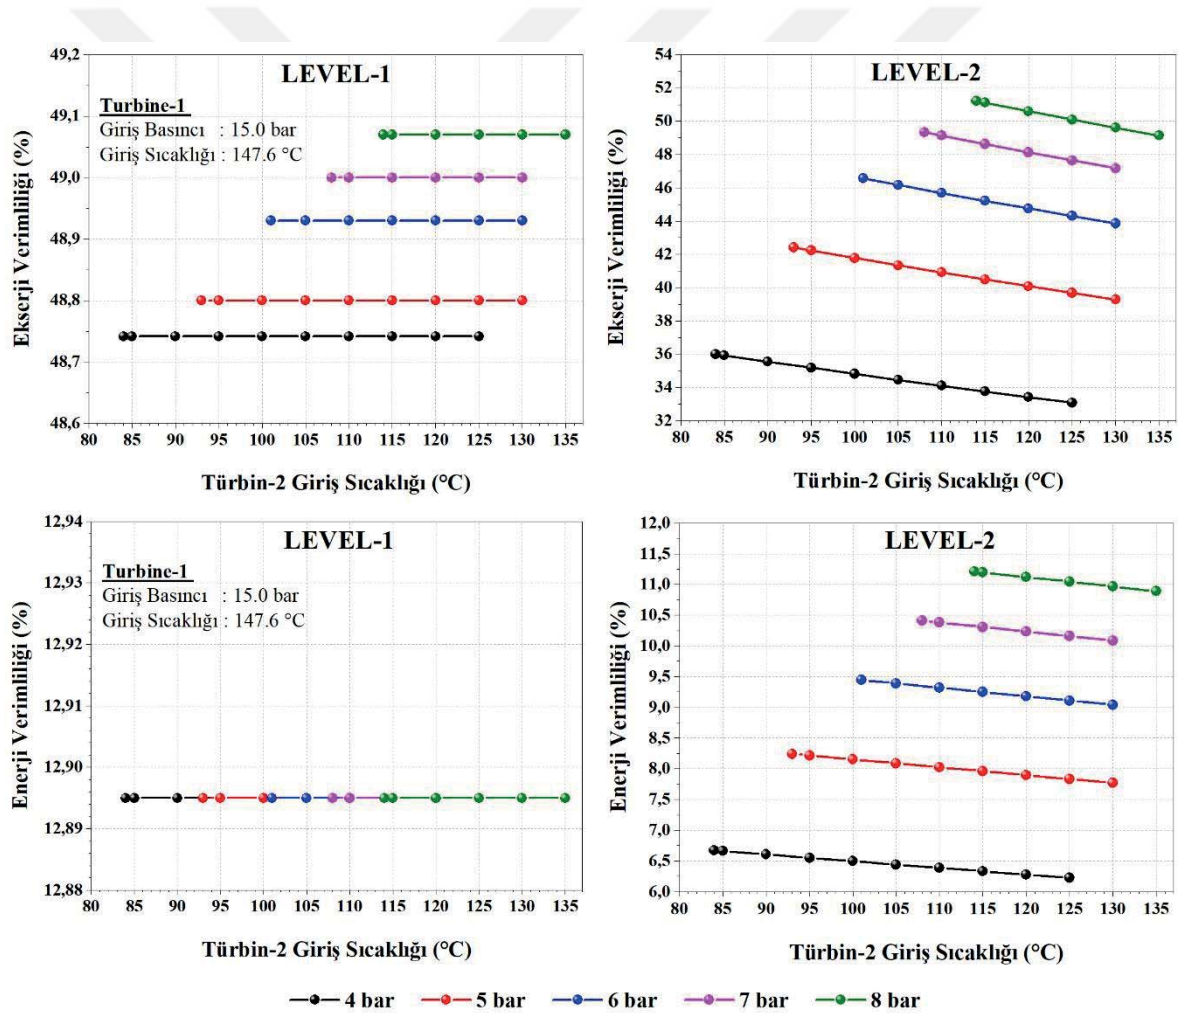 LEVEL-1
Turbine-1
Giriş Basıncı : 15.0 bar
Giriş Sıcaklığı : 147.6 °C
Ekserji Verimliliği (%)
49,2
49,1
49,0
48,9
48,8
48,7
48,6
80 85 90 95 100 105 110 115 120 125 130 135
Türbin-2 Giriş Sıcaklığı (°C)
LEVEL-2
Ekserji Verimliliği (%)
54
52
50
48
46
44
42
40
38
36
34
32
80 85 90 95 100 105 110 115 120 125 130 135
Türbin-2 Giriş Sıcaklığı (°C)
LEVEL-1
Turbine-1
Giriş Basıncı : 15.0 bar
Giriş Sıcaklığı : 147.6 °C
Enerji Verimliliği (%)
12,94
12,93
12,92
12,91
12,90
12,89
12,88
80 85 90 95 100 105 110 115 120 125 130 135
Türbin-2 Giriş Sıcaklığı (°C)
LEVEL-2
Enerji Verimliliği (%)
12,0
11,5
11,0
10,5
10,0
9,5
9,0
8,5
8,0
7,5
7,0
6,5
6,0
80 85 90 95 100 105 110 115 120 125 130 135
Türbin-2 Giriş Sıcaklığı (°C)
4 bar 5 bar 6 bar 7 bar 8 bar